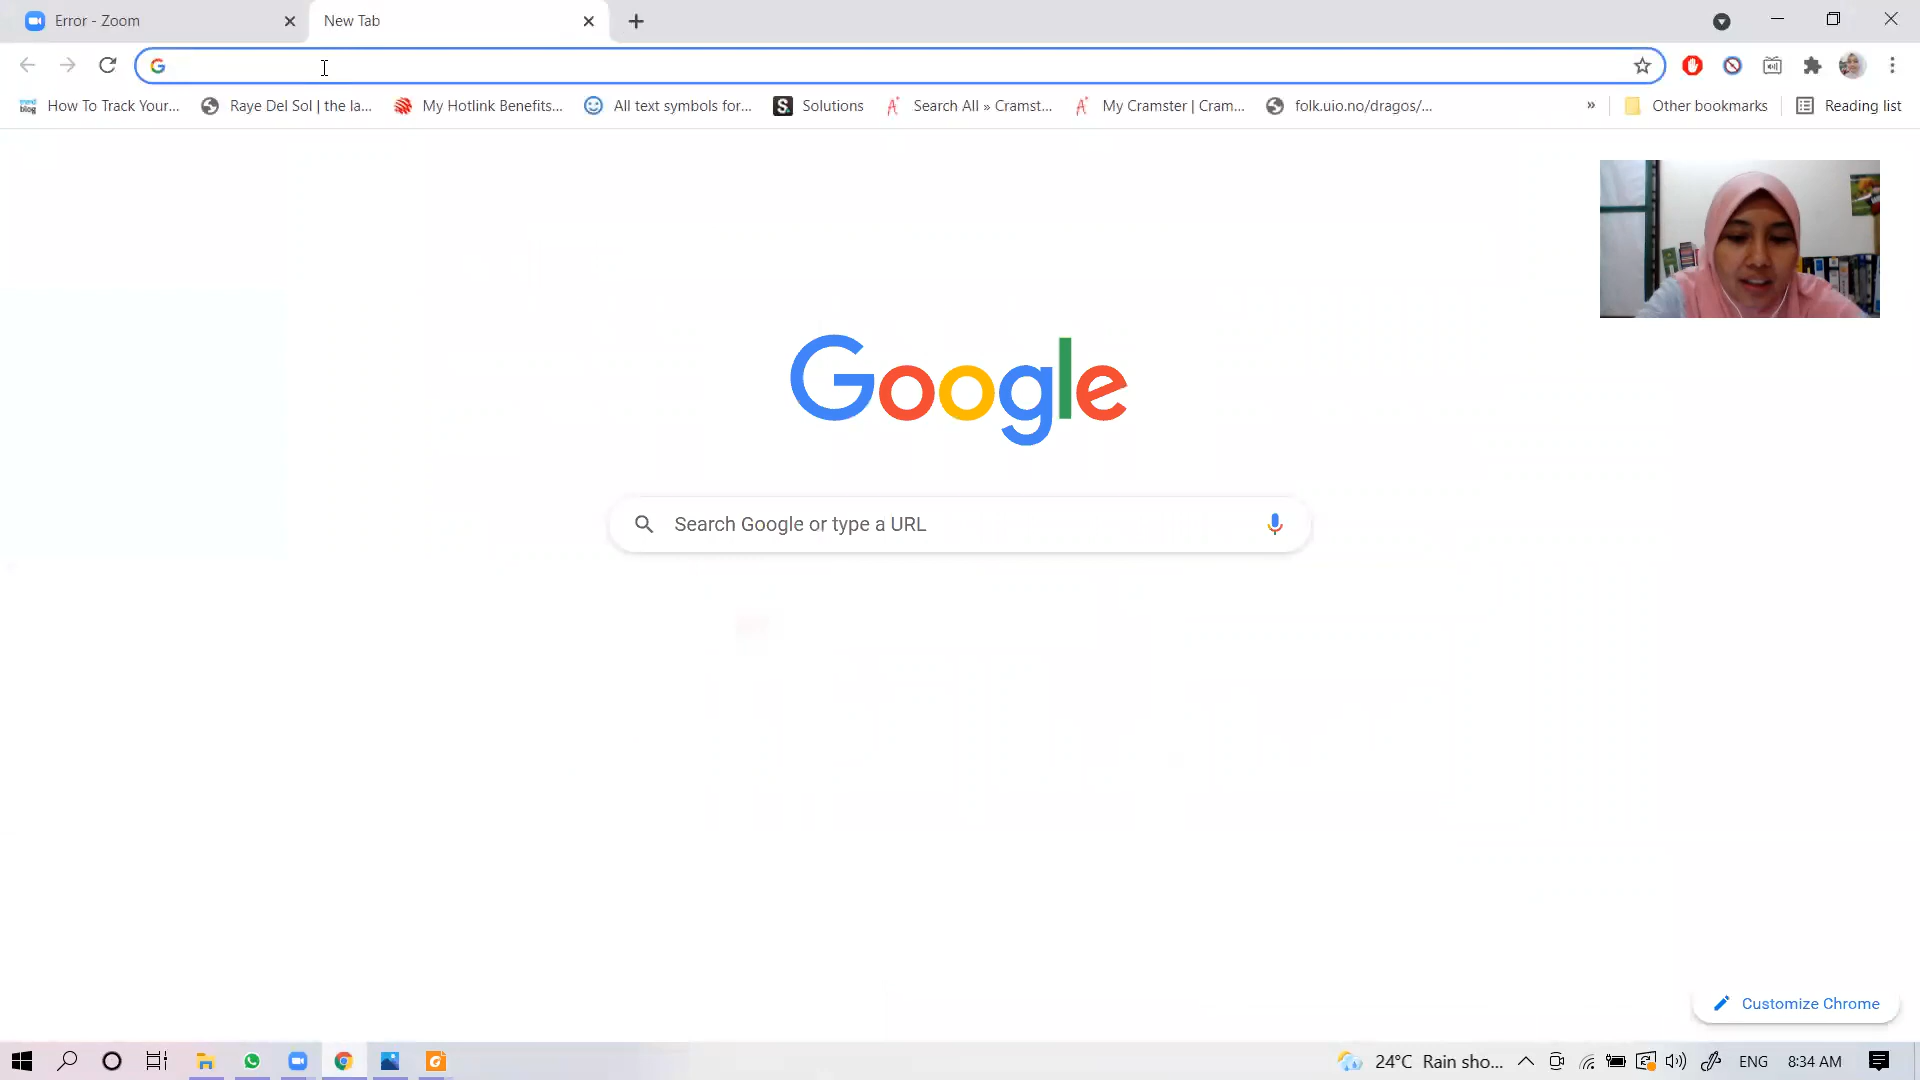 Error - Zoom
New Tab
How To Track Your...
Raye Del Sol | the la...
My Hotlink Benefits...
All text symbols for...
Solutions
Search All » Cramst...
My Cramster | Cram...
folk.uio.no/dragos/...
»
Other bookmarks
Reading list
Google
Search Google or type a URL
Customize Chrome
24°C Rain sho...
ENG
8:34 AM